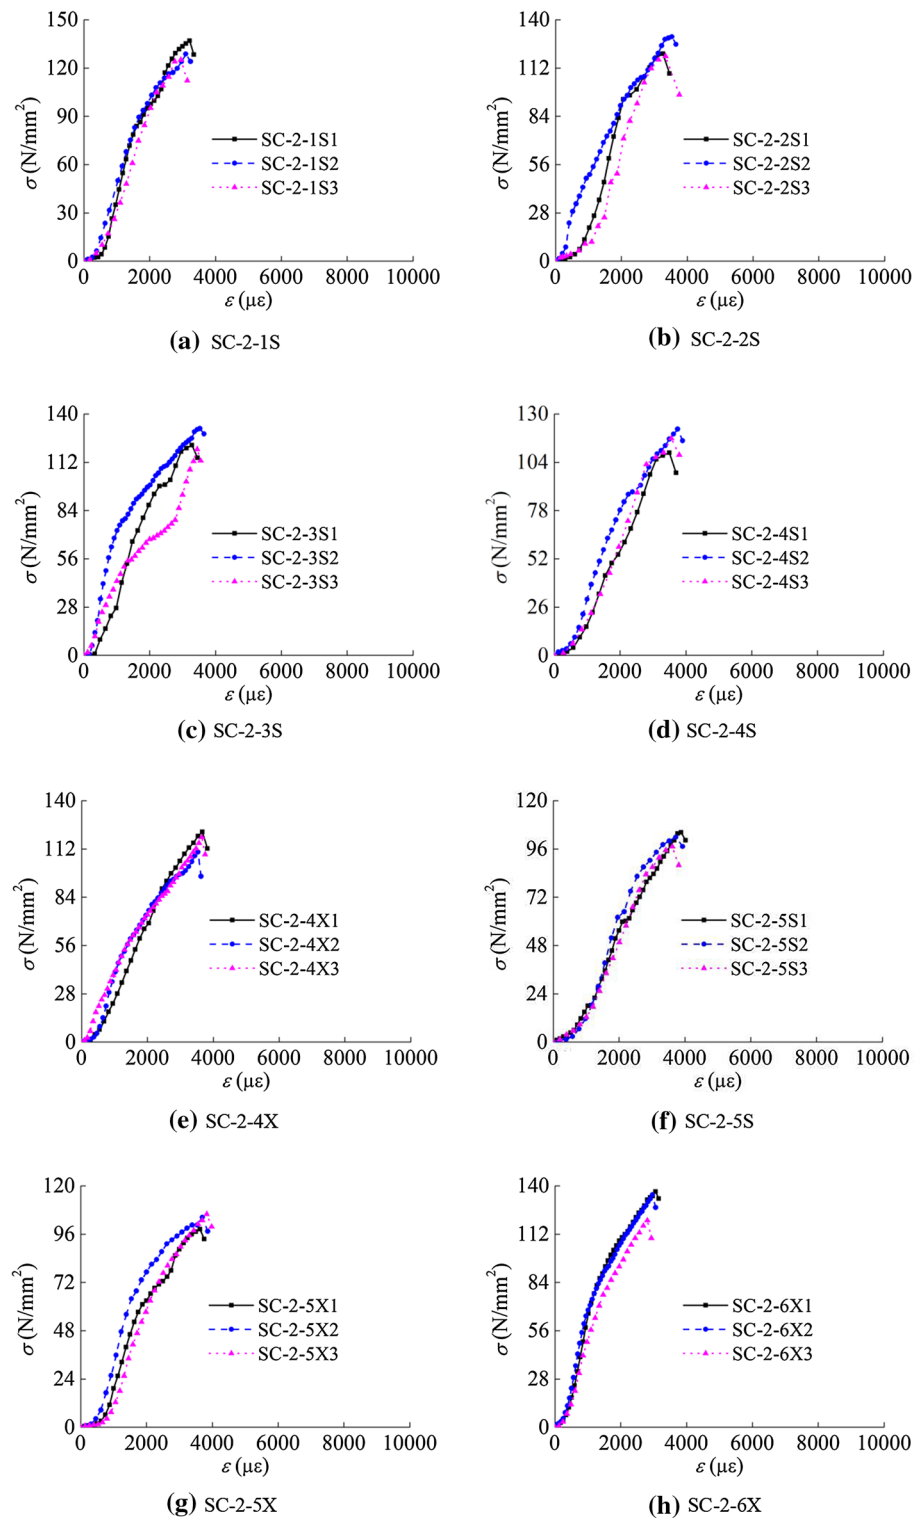 150
120
90
60
30
0
σ (N/mm²)
SC-2-1S1
SC-2-1S2
SC-2-1S3
0 2000 4000 6000 8000 10000
ε (με)
(a) SC-2-1S
140
112
84
56
28
0
σ (N/mm²)
SC-2-2S1
SC-2-2S2
SC-2-2S3
0 2000 4000 6000 8000 10000
ε (με)
(b) SC-2-2S
140
112
84
56
28
0
σ (N/mm²)
SC-2-3S1
SC-2-3S2
SC-2-3S3
0 2000 4000 6000 8000 10000
ε (με)
(c) SC-2-3S
130
104
78
52
26
0
σ (N/mm²)
SC-2-4S1
SC-2-4S2
SC-2-4S3
0 2000 4000 6000 8000 10000
ε (με)
(d) SC-2-4S
140
112
84
56
28
0
σ (N/mm²)
SC-2-4X1
SC-2-4X2
SC-2-4X3
0 2000 4000 6000 8000 10000
ε (με)
(e) SC-2-4X
120
96
72
48
24
0
σ (N/mm²)
SC-2-5S1
SC-2-5S2
SC-2-5S3
0 2000 4000 6000 8000 10000
ε (με)
(f) SC-2-5S
120
96
72
48
24
0
σ (N/mm²)
SC-2-5X1
SC-2-5X2
SC-2-5X3
0 2000 4000 6000 8000 10000
ε (με)
(g) SC-2-5X
140
112
84
56
28
0
σ (N/mm²)
SC-2-6X1
SC-2-6X2
SC-2-6X3
0 2000 4000 6000 8000 10000
ε (με)
(h) SC-2-6X